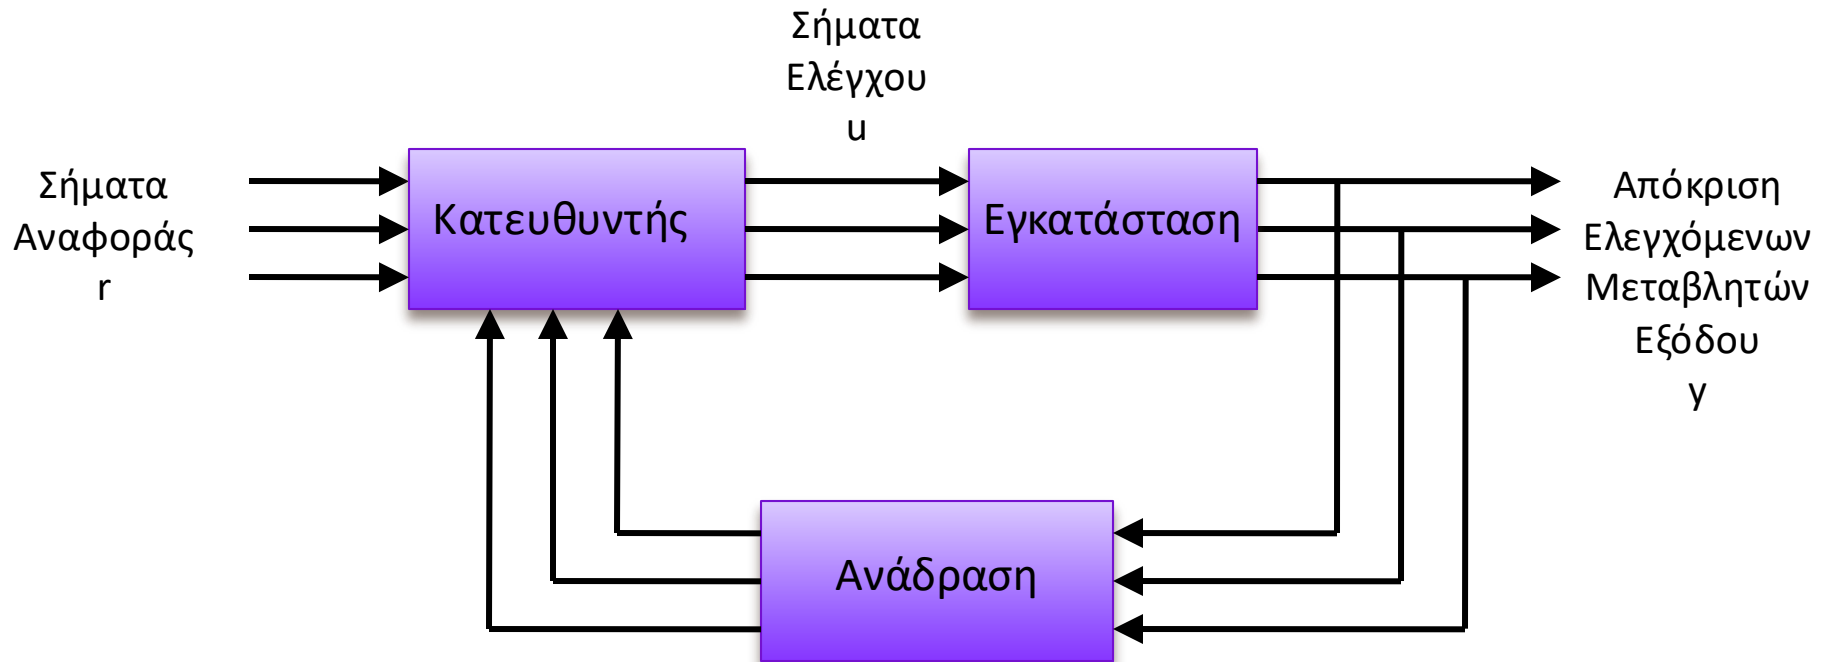 Σήματα
Ελέγχου
u
Σήματα
Αναφοράς
r
Κατευθυντής
Εγκατάσταση
Απόκριση
Ελεγχόμενων
Μεταβλητών
Εξόδου
y
Ανάδραση